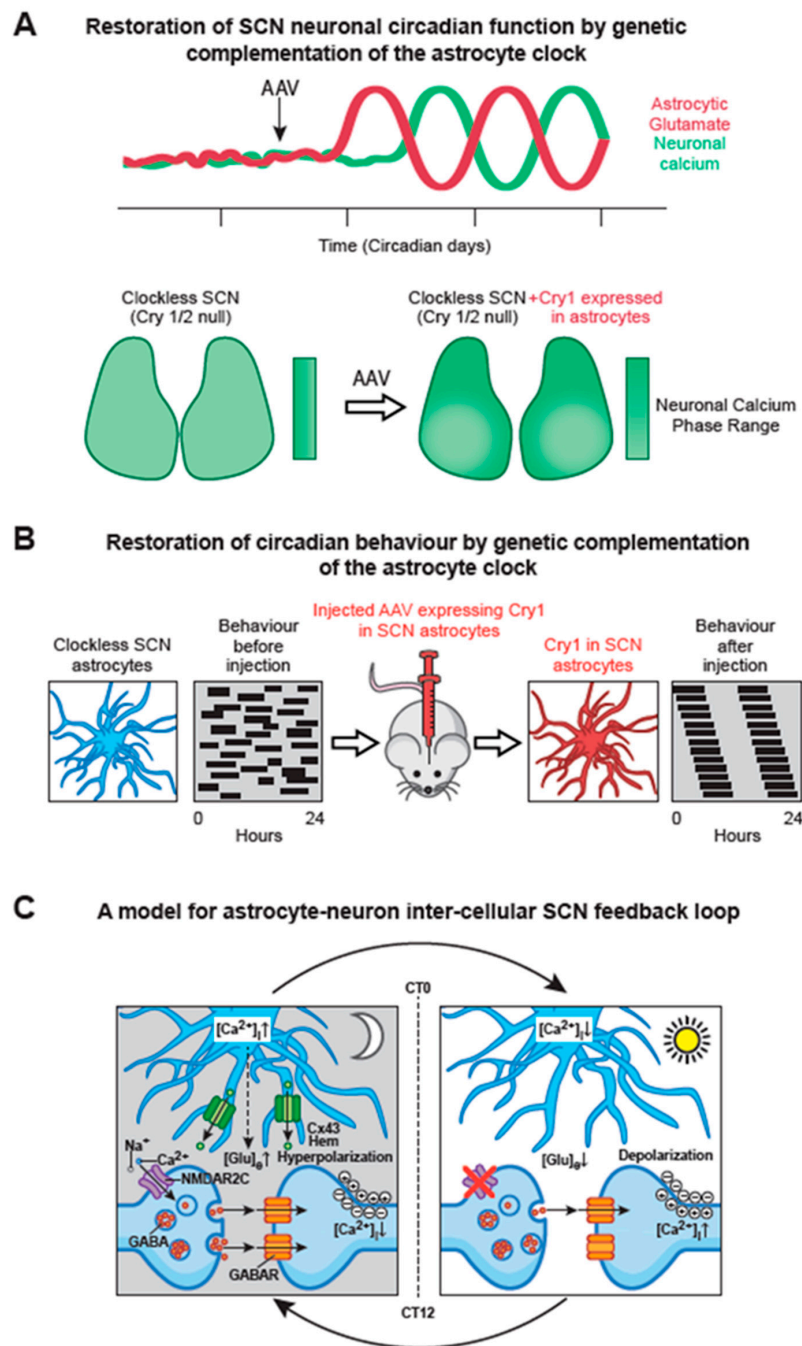 A
Restoration of SCN neuronal circadian function by genetic
complementation of the astrocyte clock
AAV
Astrocytic
Glutamate
Neuronal
calcium
Time (Circadian days)
Clockless SCN
(Cry 1/2 null)
AAV
Clockless SCN +Cry1 expressed
(Cry 1/2 null) in astrocytes
Neuronal Calcium
Phase Range
B
Restoration of circadian behaviour by genetic complementation
of the astrocyte clock
Clockless SCN
astrocytes
Behaviour
before
injection
0 24
Hours
Injected AAV expressing Cry1
in SCN astrocytes
Cry1 in SCN
astrocytes
Behaviour
after
injection
0 24
Hours
C
A model for astrocyte-neuron inter-cellular SCN feedback loop
CT0
[Ca²⁺]ᵢ↑
Cx43
Hem
[Glu]ₑ↑
Hyperpolarization
Na⁺
Ca²⁺
NMDAR2C
GABA
[Ca²⁺]ᵢ↓
GABAR
[Ca²⁺]ᵢ↓
[Glu]ₑ↓
Depolarization
[Ca²⁺]ᵢ↑
CT12